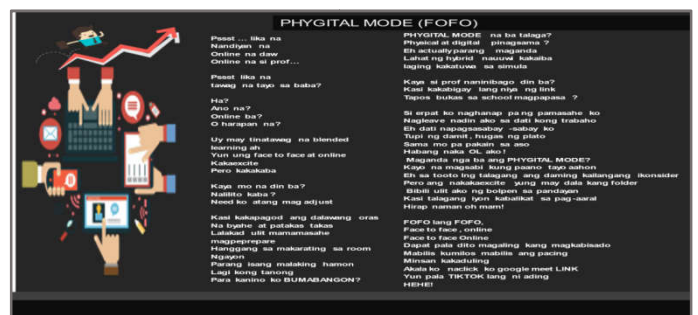 PHYGITAL MODE (FOFO)
Pssst ... lika na
Nandiyan na
Online na daw
Online na si prof...
Pssst lika na
tawag na tayo sa baba?
Ha?
Ano na?
Online ba?
O harapan na?
Uy may tinatawag na blended
learning ah
Yun ung face to face at online
Kakaexcite
Pero kakakaba
Kaya mo na din ba?
Nalilito kaba ?
Need ko atang mag adjust
Kasi kakapagod ang dalawang oras
Na byahe at patakas takas
Lalakad ulit mamamasahe
magpeprepare
Hanggang sa makarating sa room
Ngayon
Parang isang malaking hamon
Lagi kong tanong
Para kanino ko BUMABANGON?
PHYGITAL MODE na ba talaga?
Physical at digital pinagsama ?
Eh actually parang maganda
Lahat ng hybrid nauuwi kakaiba
laging kakatuwa sa simula
Kaya si prof naninibago din ba?
Kasi kakabigay lang niya ng link
Tapos bukas sa school magpapasa ?
Si erpat ko naghanap pa ng pamasahe ko
Nagleave nadin ako sa dati kong trabaho
Eh dati napagsasabay -sabay ko
Tupi ng damit , hugas ng plato
Sama mo pa pakain sa aso
Habang naka OL ako !
Maganda nga ba ang PHYGITAL MODE?
Kayo na magsabi kung paano tayo aahon
Eh sa tooto lng talagang ang daming kailangang ikonsider
Pero ang nakakaexcite yung may dala kang folder
Bibili ulit ako ng bolpen sa pandayan
Kasi talagang iyon kabalikat sa pag-aaral
Hirap naman oh mam!
FOFO lang FOFO,
Face to face , online
Face to face Online
Dapat pala dito magaling kang magkabisado
Mabilis kumilos mabilis ang pacing
Minsan kakaduling
Akala ko naclick ko google meet LINK
Yun pala TIKTOK lang ni ading
HEHE!